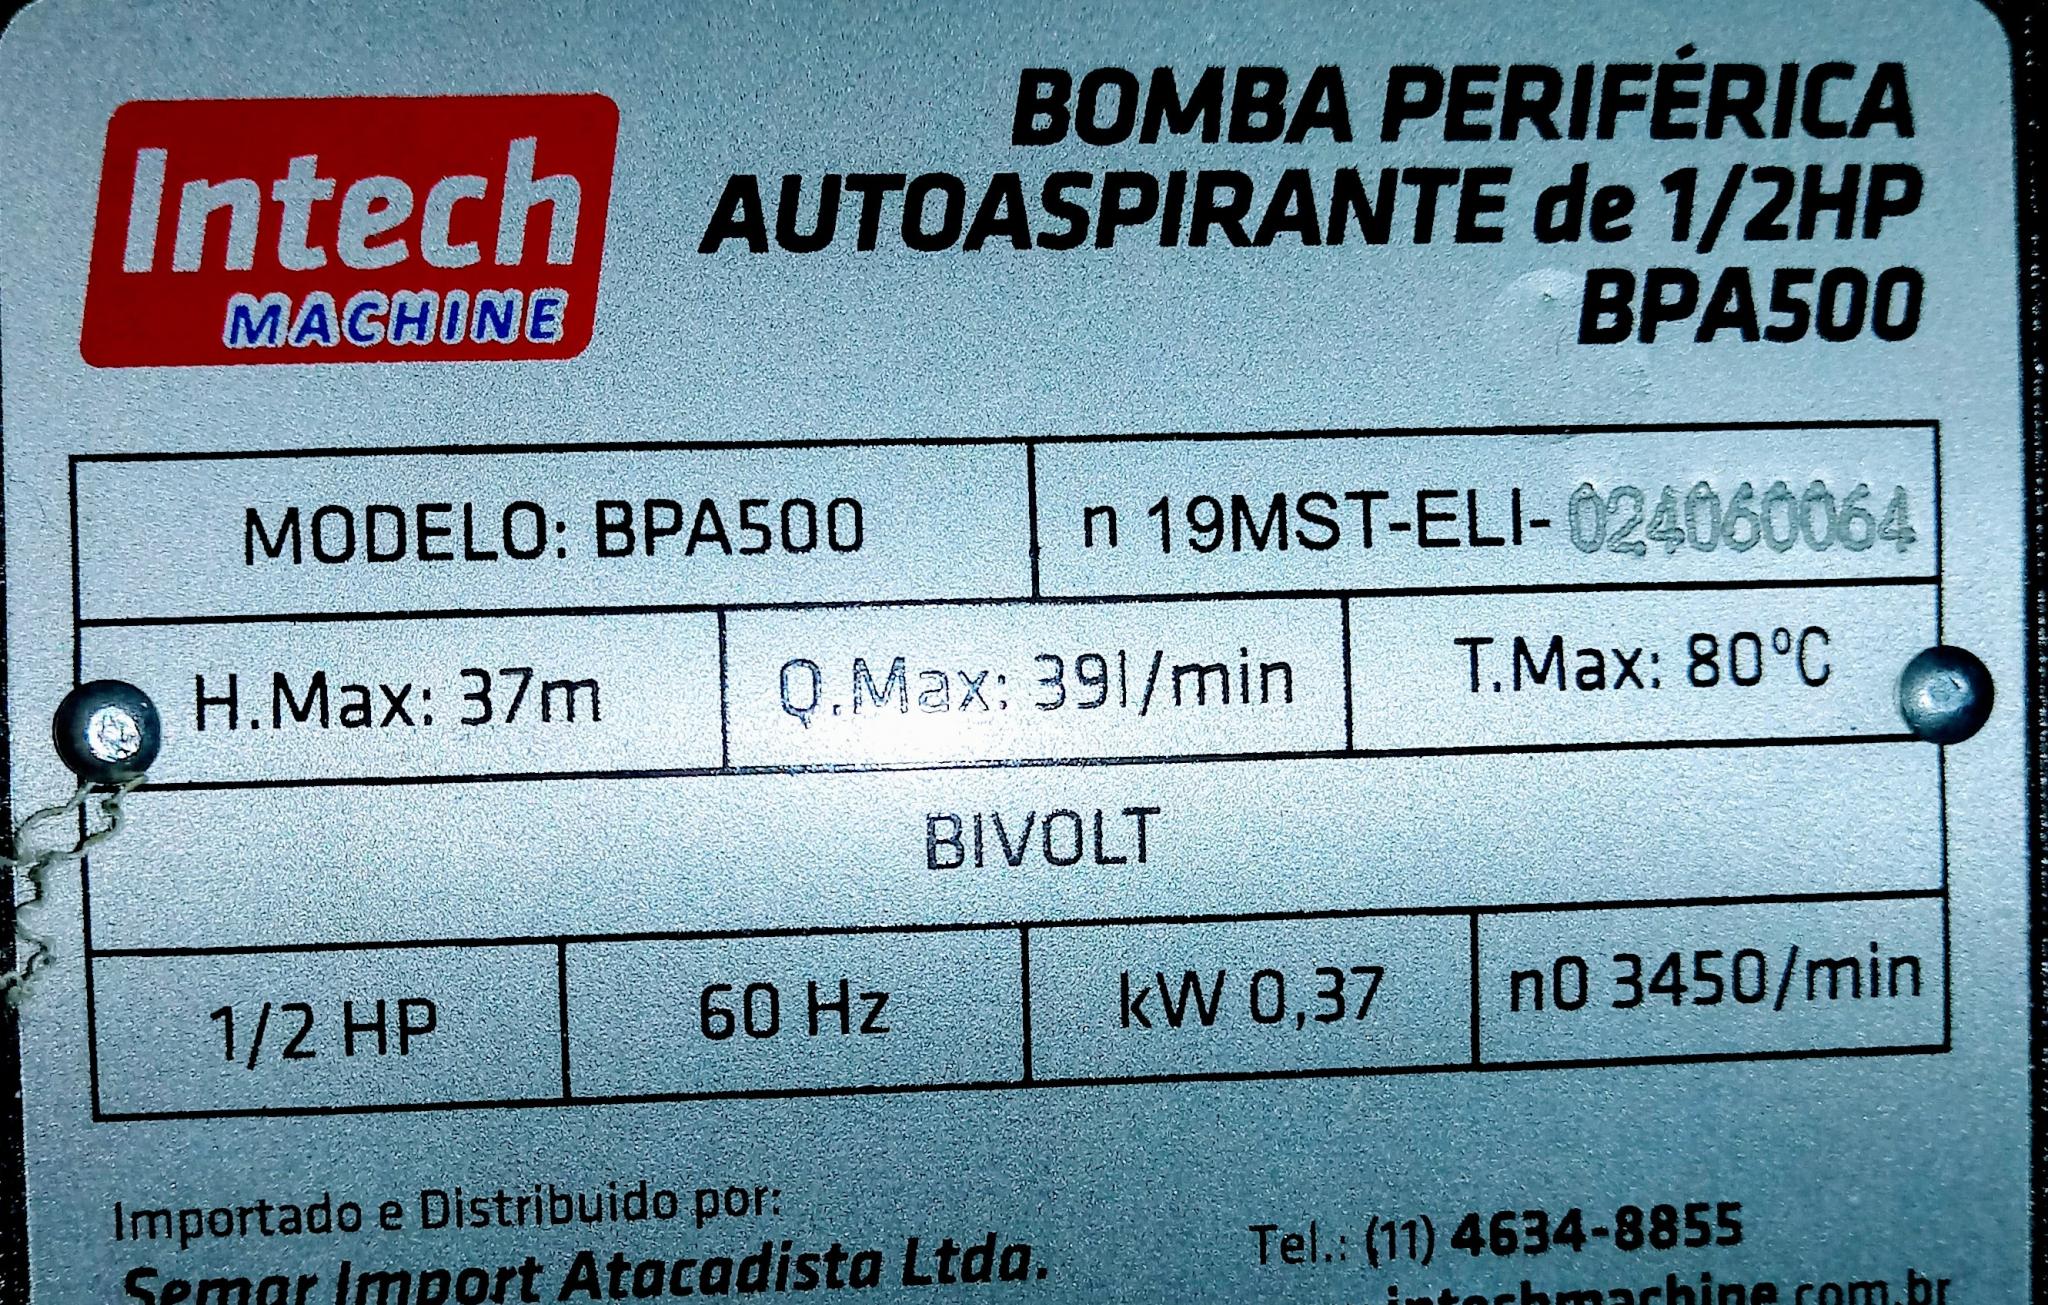 Intech
MACHINE
BOMBA PERIFÉRICA
AUTOASPIRANTE de 1/2HP
BPA500
MODELO: BPA500
n 19MST-ELI-024060064
H.Max: 37m
Q.Max: 39l/min
T.Max: 80ºC
BIVOLT
1/2 HP
60 Hz
kW 0,37
n0 3450/min
Importado e Distribuido por:
Semar Import Atacadista Ltda.
Tel.: (11) 4634-8855
intechmachine.com.br